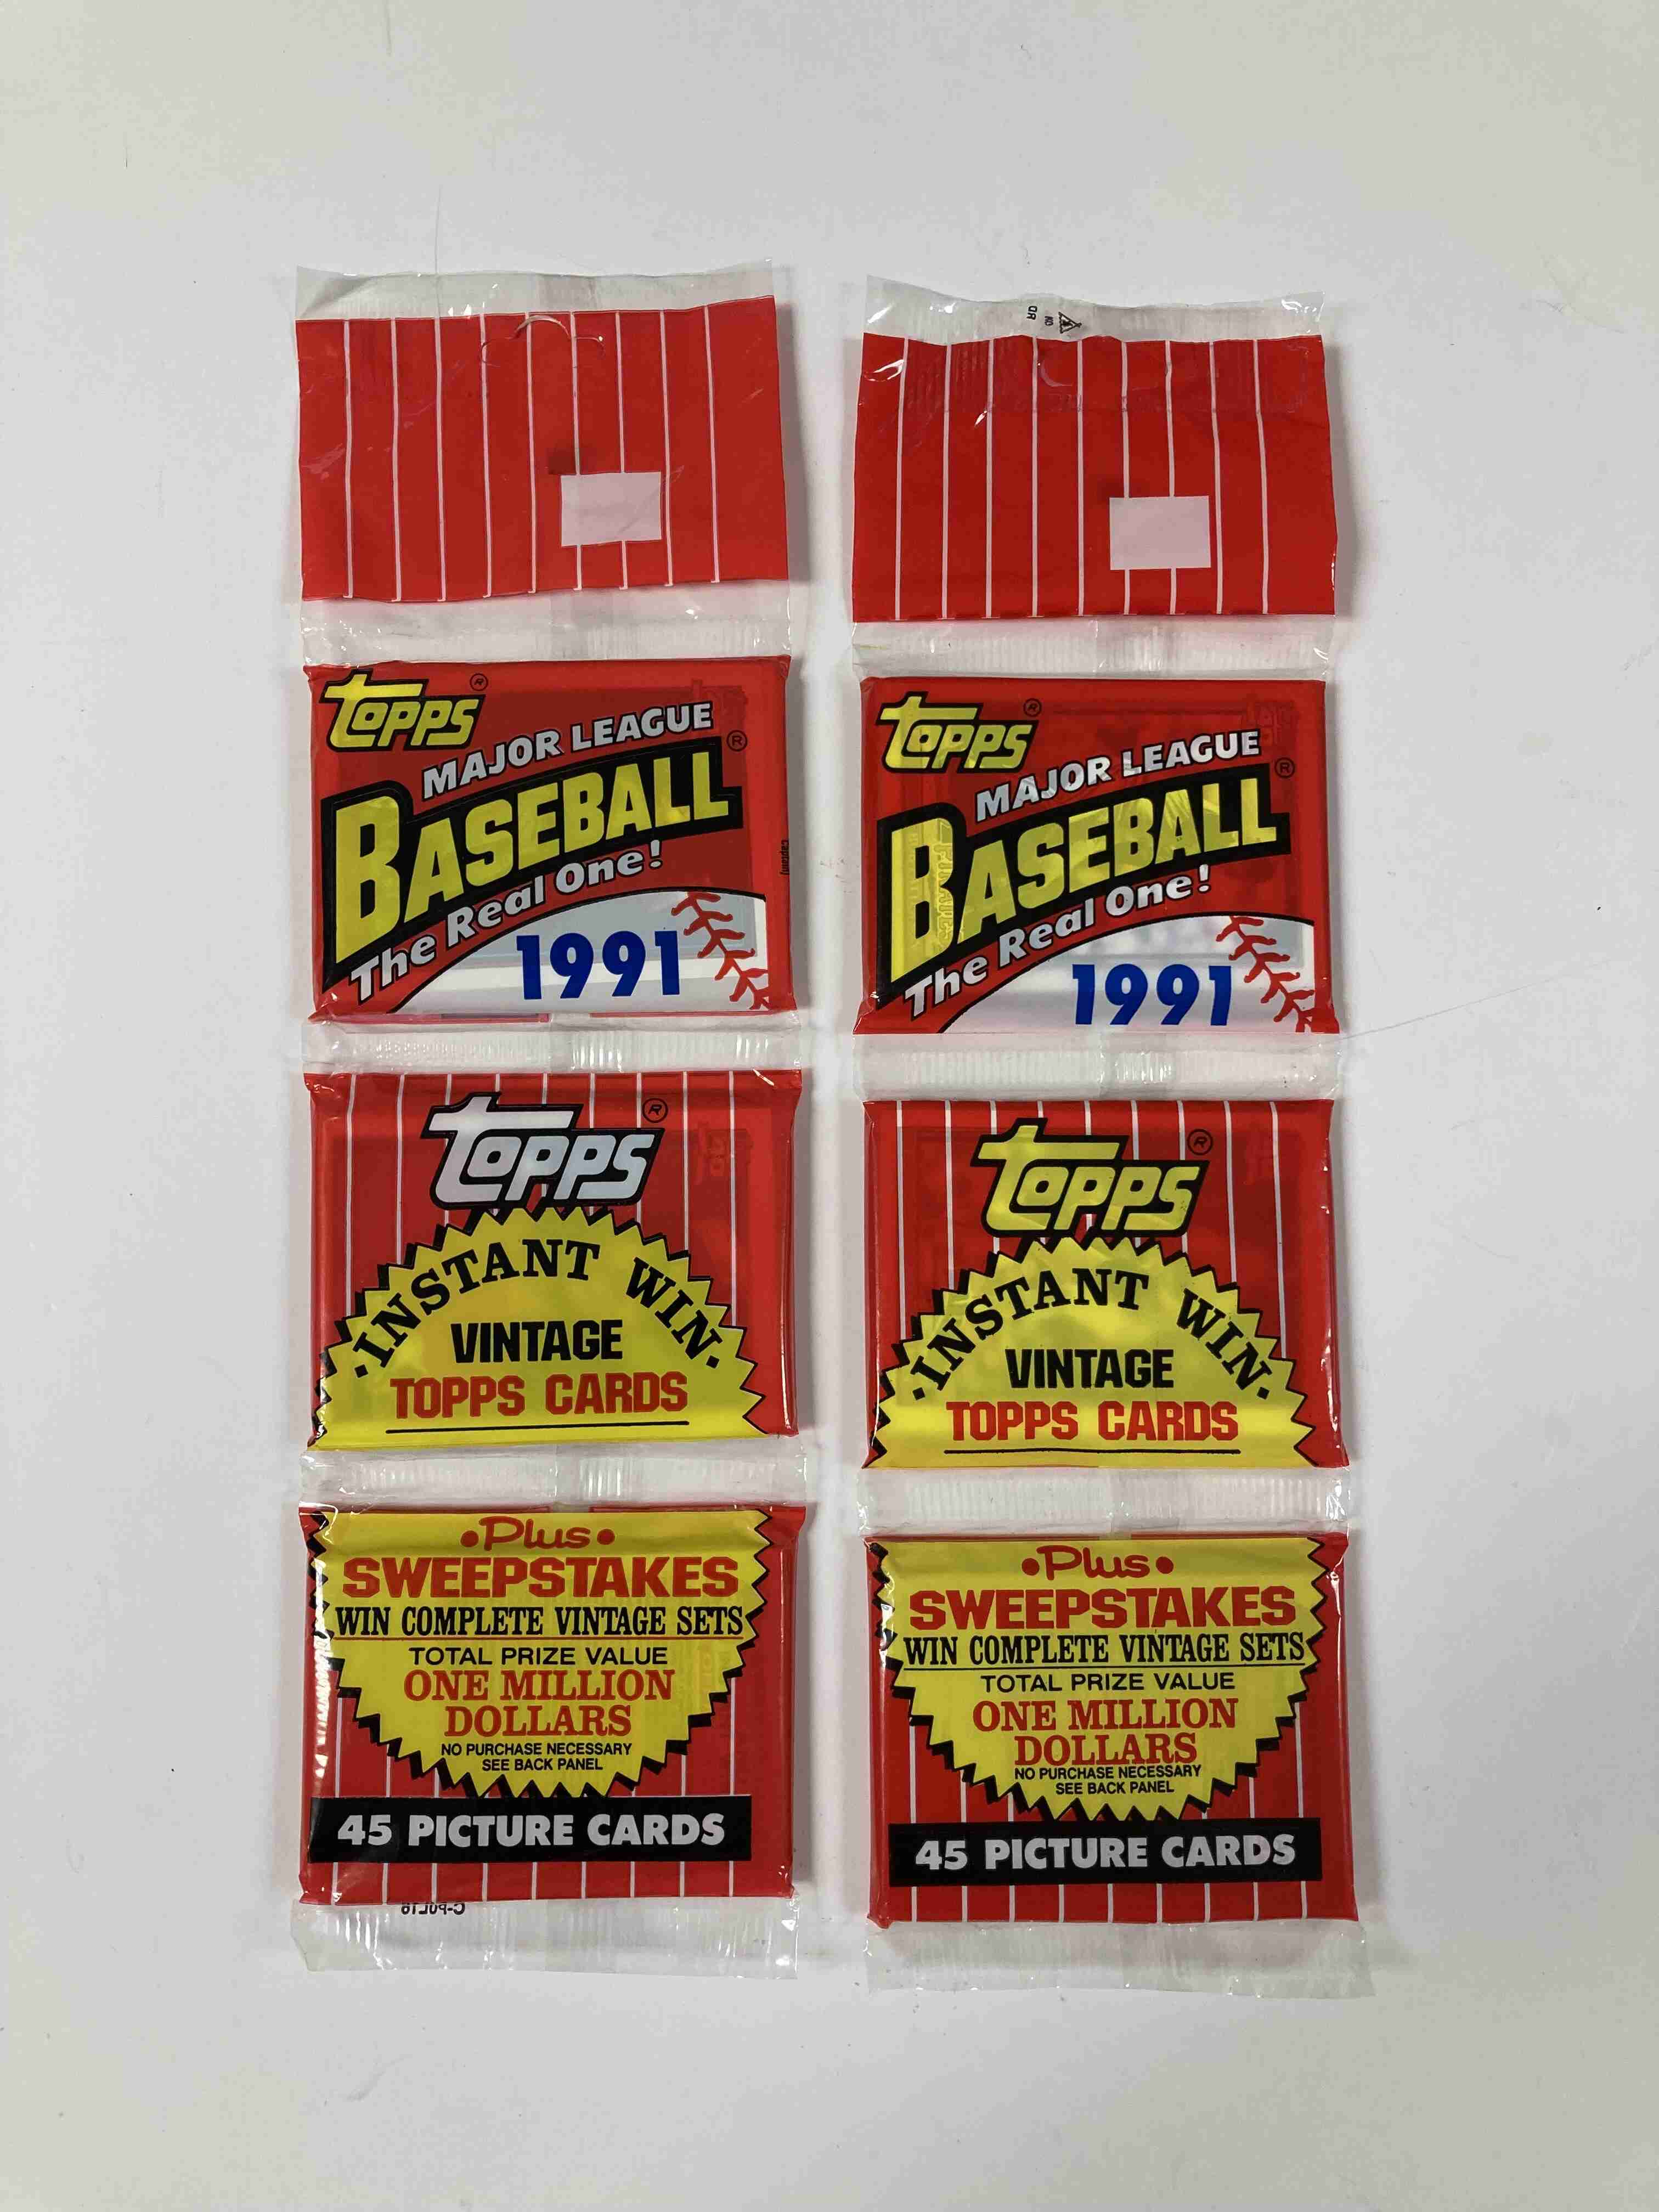 Topps®
MAJOR LEAGUE
BASEBALL®
The Real One!
1991
Topps®
INSTANT WIN
VINTAGE
TOPPS CARDS
•Plus•
SWEEPSTAKES
WIN COMPLETE VINTAGE SETS
TOTAL PRIZE VALUE
ONE MILLION
DOLLARS
NO PURCHASE NECESSARY
SEE BACK PANEL
45 PICTURE CARDS
Topps®
MAJOR LEAGUE
BASEBALL®
The Real One!
1991
Topps®
INSTANT WIN
VINTAGE
TOPPS CARDS
•Plus•
SWEEPSTAKES
WIN COMPLETE VINTAGE SETS
TOTAL PRIZE VALUE
ONE MILLION
DOLLARS
NO PURCHASE NECESSARY
SEE BACK PANEL
45 PICTURE CARDS